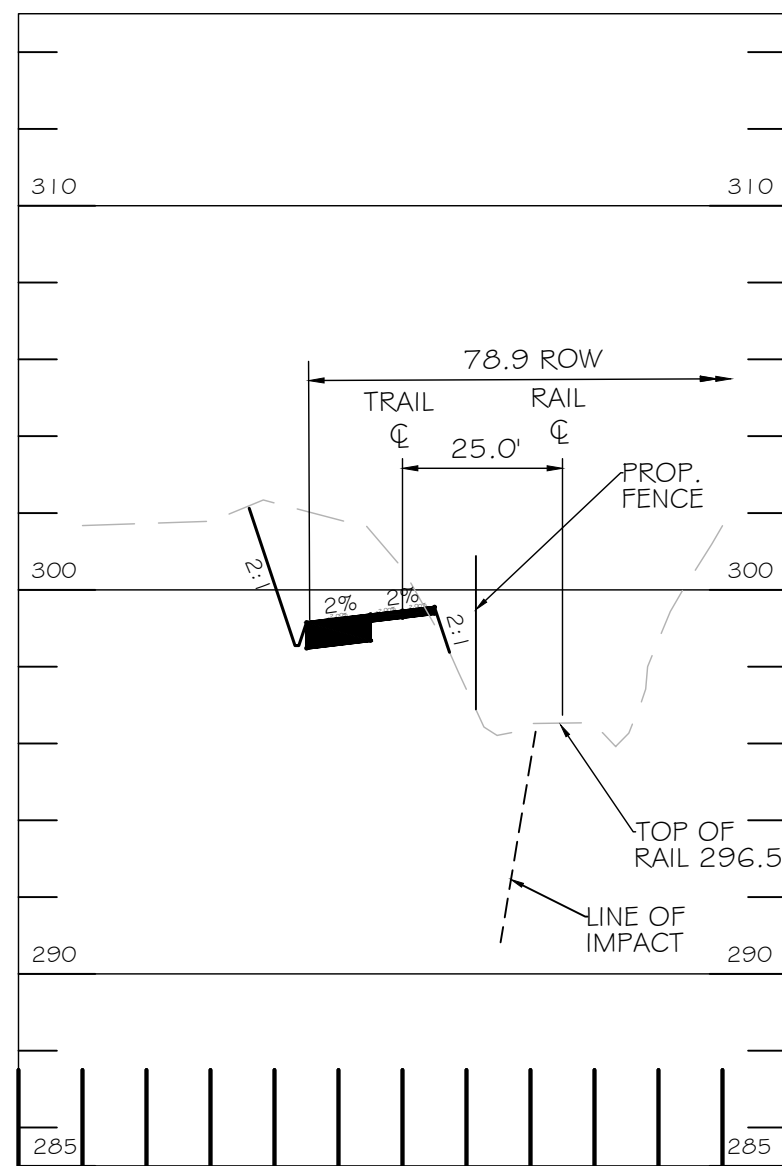 310
310
78.9 ROW
TRAIL
℄
RAIL
℄
25.0'
PROP.
FENCE
300
300
2:1
2%
2%
2:1
TOP OF
RAIL 296.5
LINE OF
IMPACT
290
290
285
285